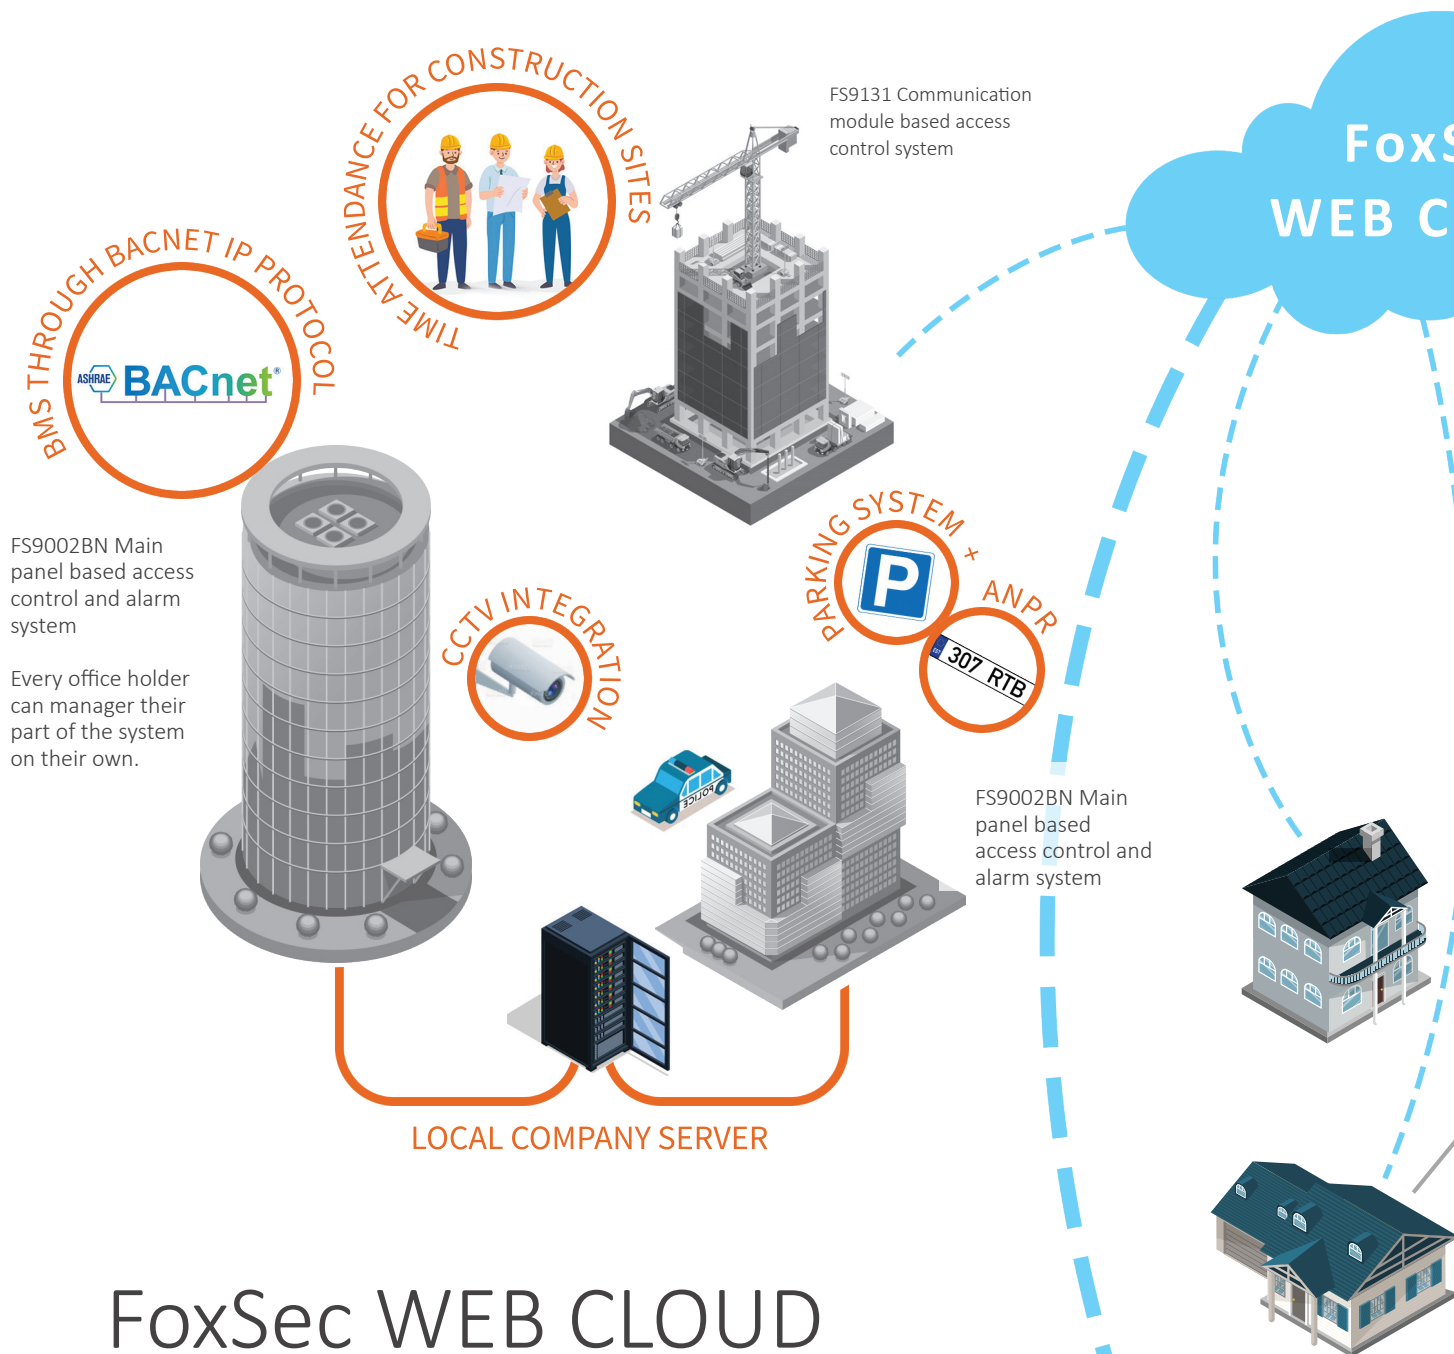 TIME ATTENDANCE FOR CONSTRUCTION SITES
FS9131 Communication
module based access
control system
FoxS
WEB C
BMS THROUGH BACNET IP PROTOCOL
ASHRAE BACnet®
FS9002BN Main
panel based access
control and alarm
system
Every office holder
can manager their
part of the system
on their own.
CCTV INTEGRATION
PARKING SYSTEM +
ANPR
P
307 RTB
POLICE
FS9002BN Main
panel based
access control and
alarm system
LOCAL COMPANY SERVER
FoxSec WEB CLOUD